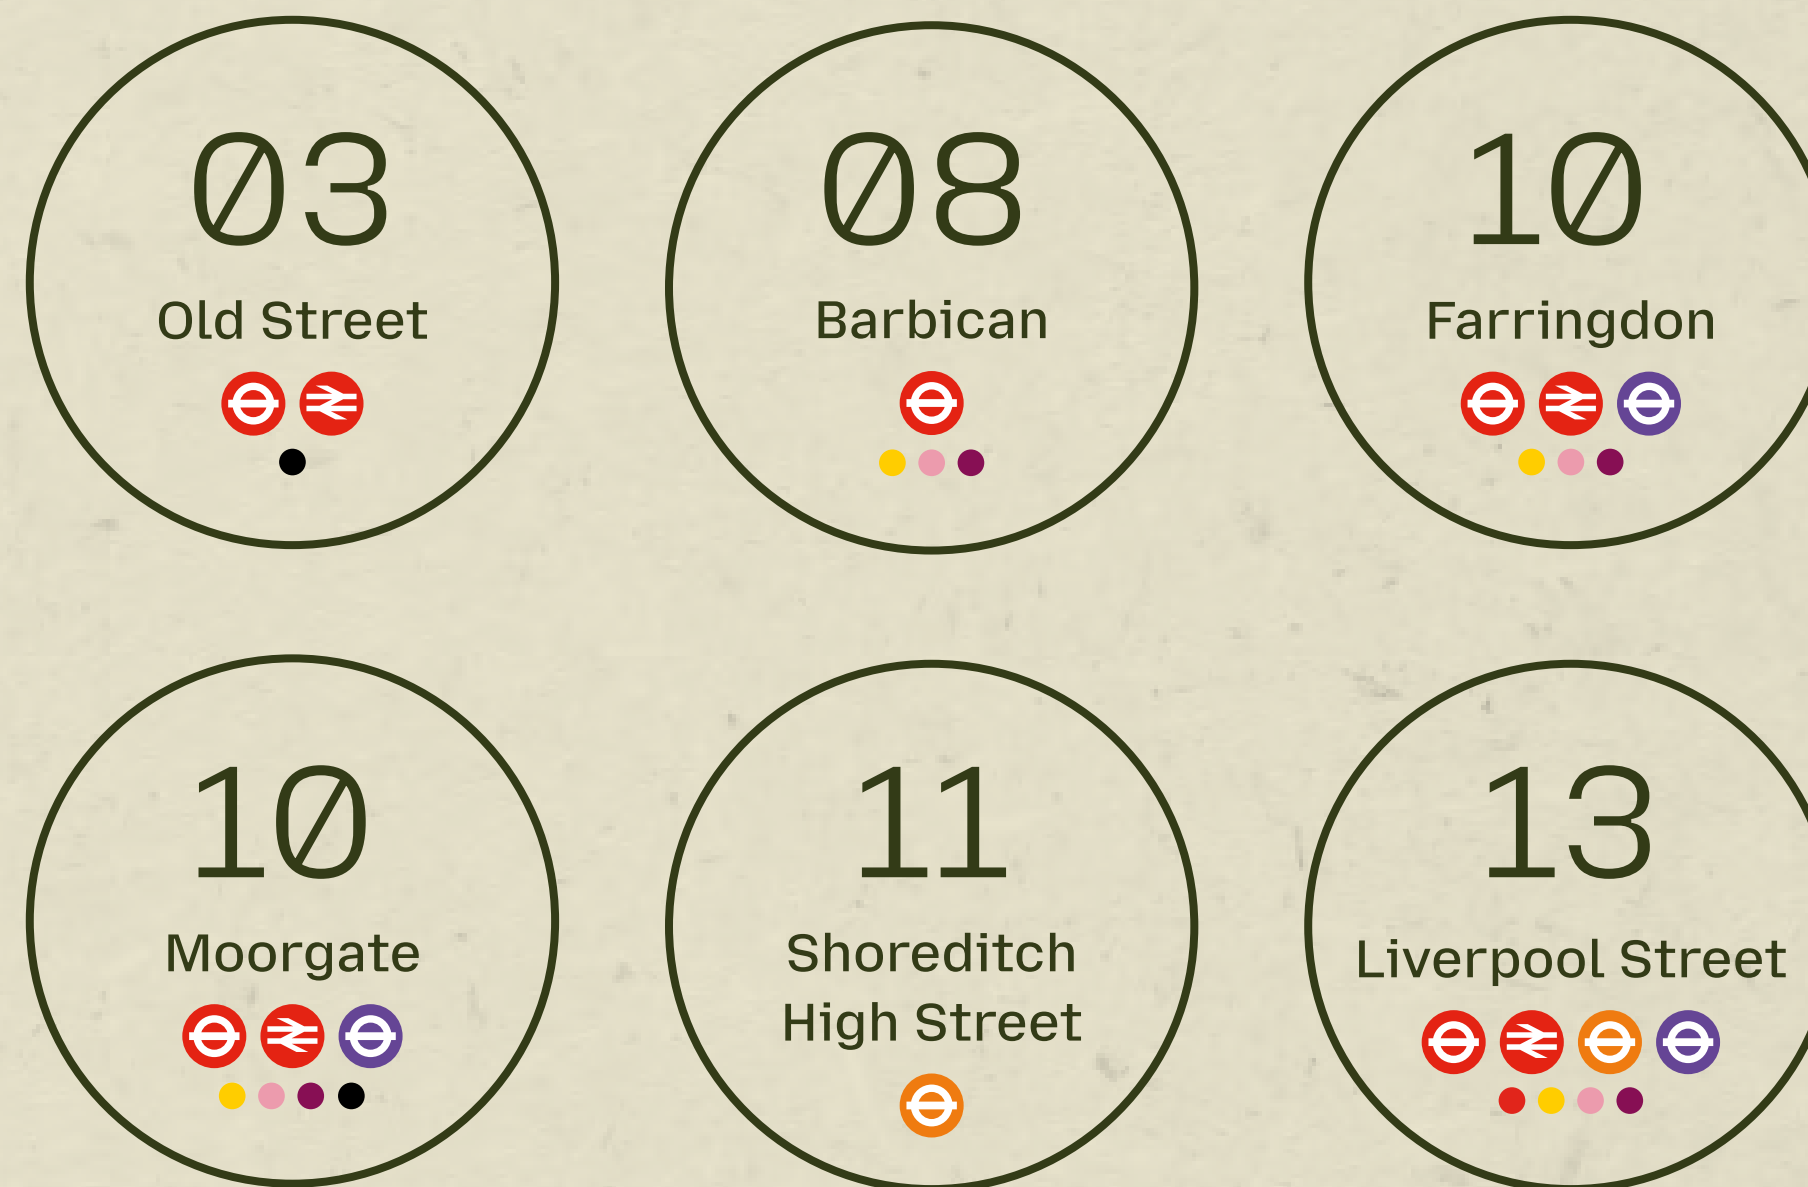 03
Old Street
08
Barbican
10
Farringdon
10
Moorgate
11
Shoreditch
High Street
13
Liverpool Street